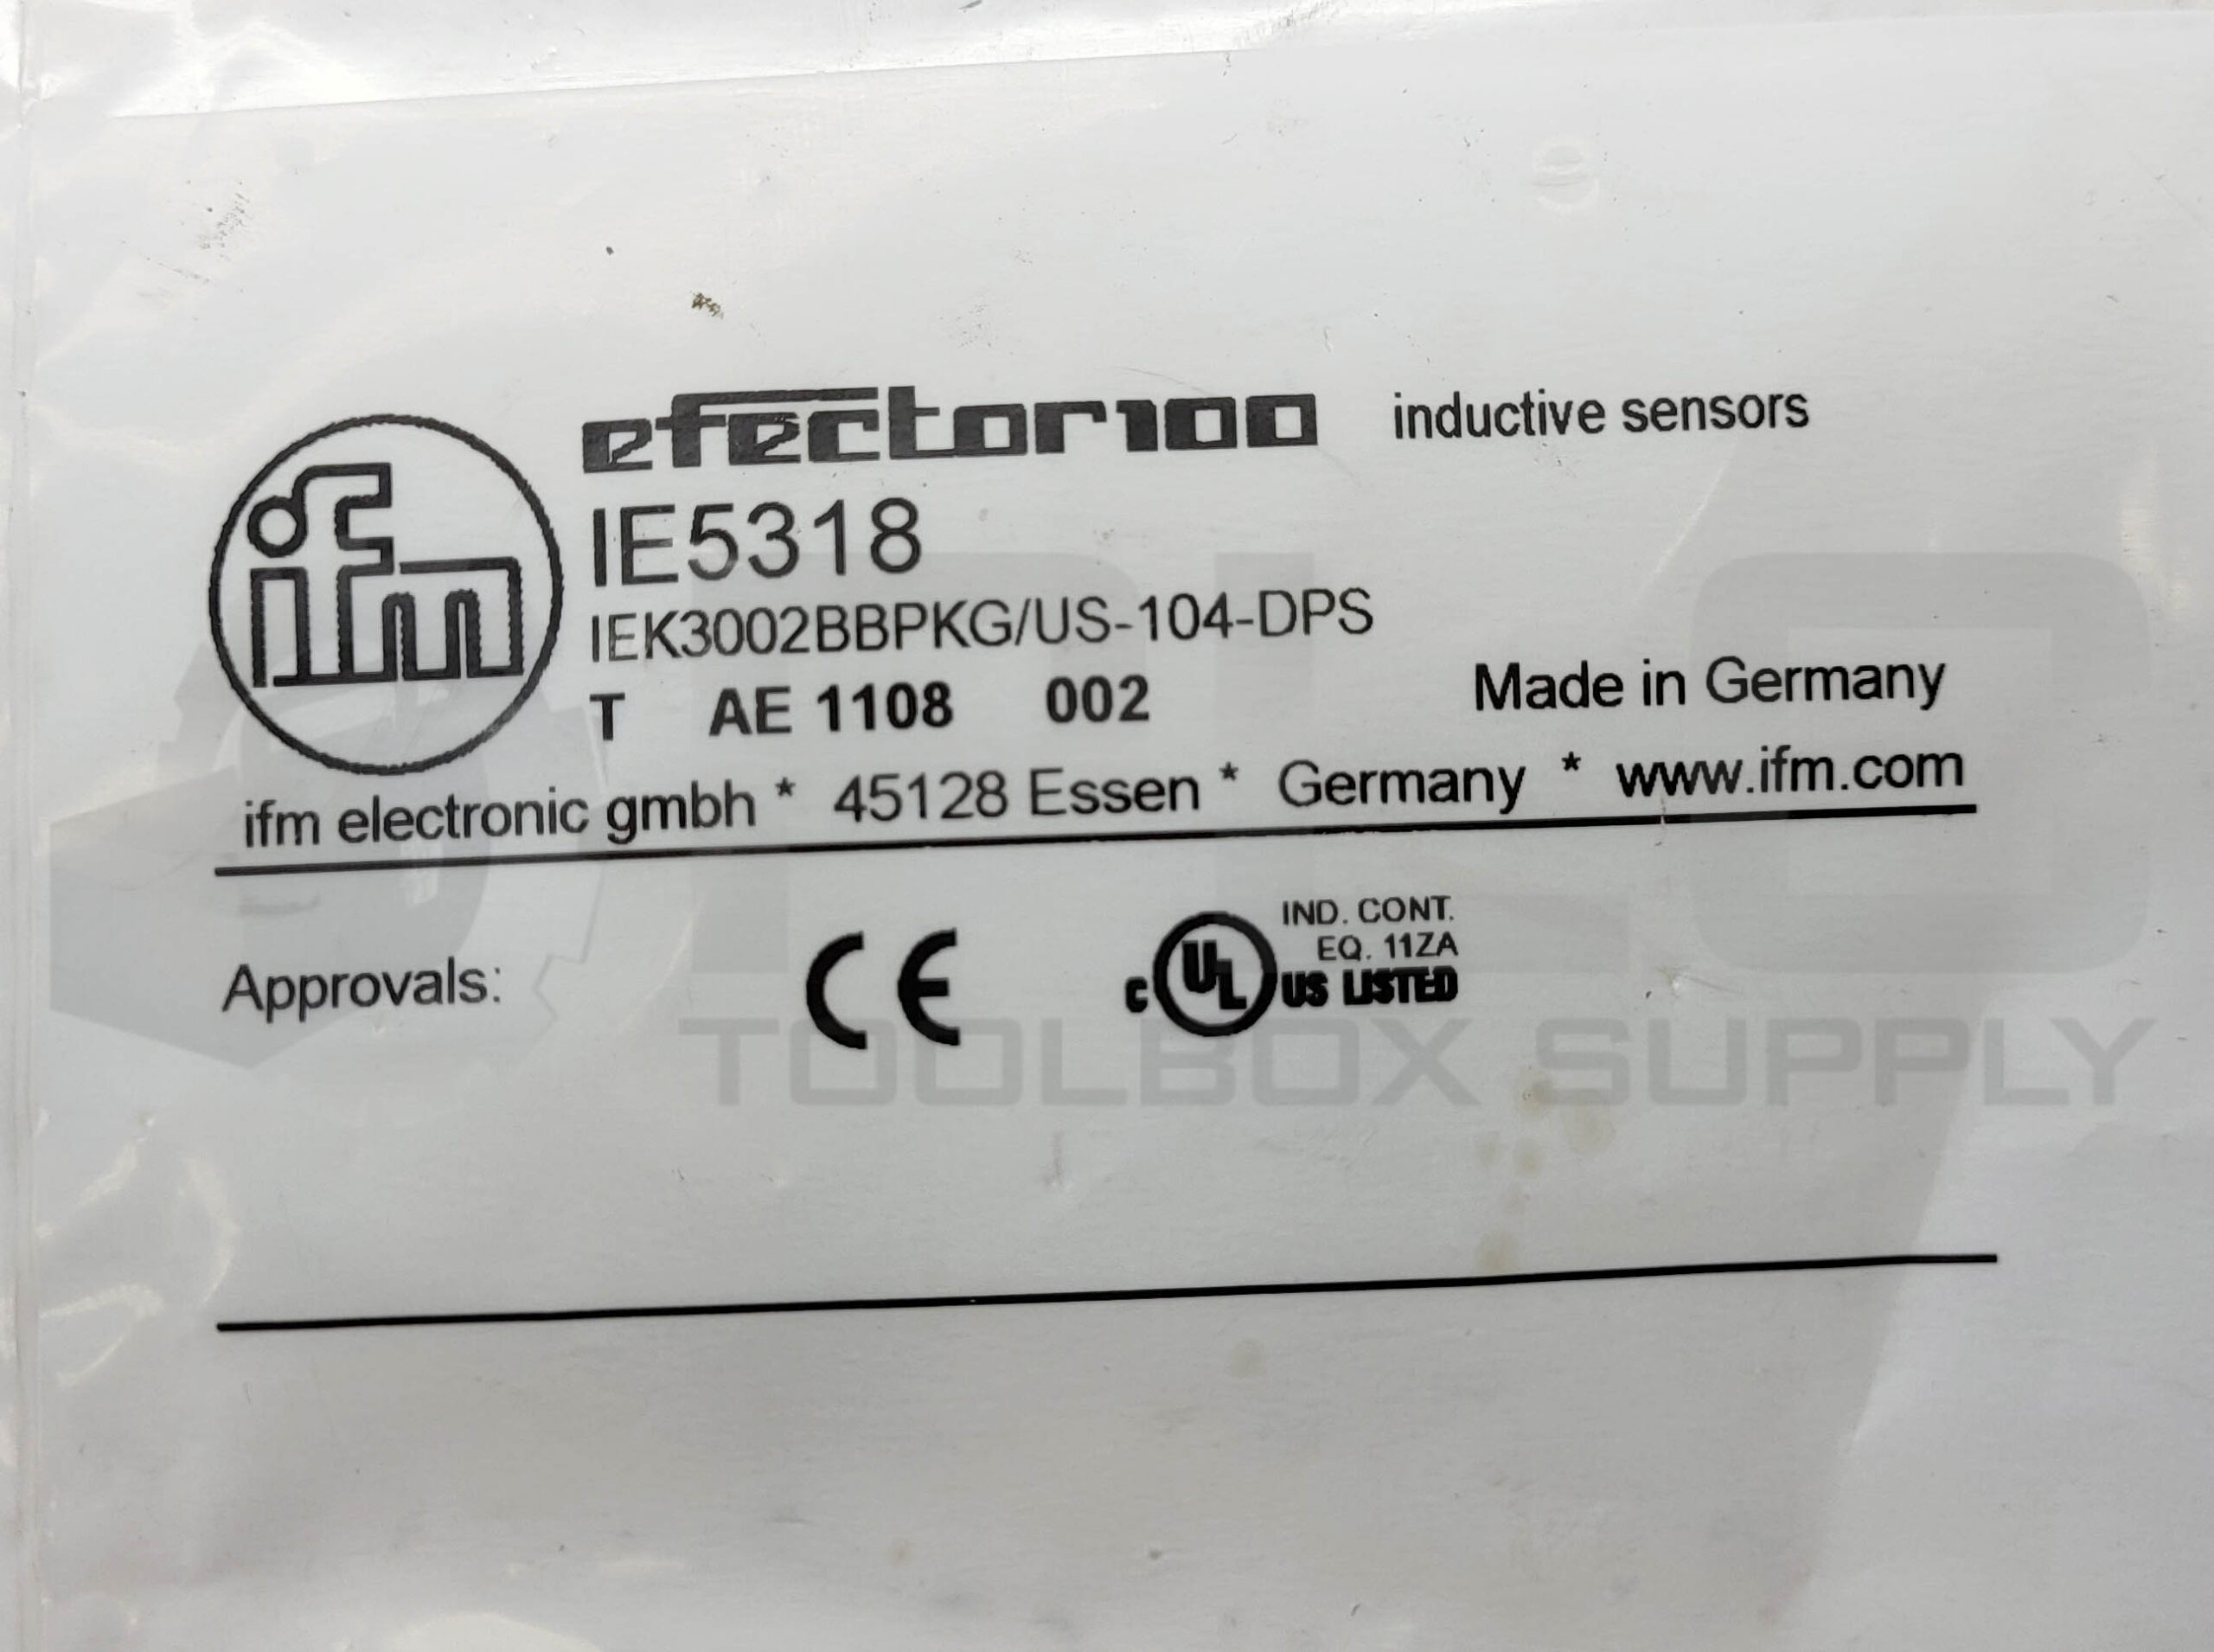 efector100 inductive sensors
ifm
IE5318
IEK3002BBPKG/US-104-DPS
T AE 1108 002
Made in Germany
ifm electronic gmbh * 45128 Essen * Germany * www.ifm.com
Approvals:
CE
c UL US LISTED
IND. CONT.
EQ. 11ZA
PLC
TOOLBOX SUPPLY